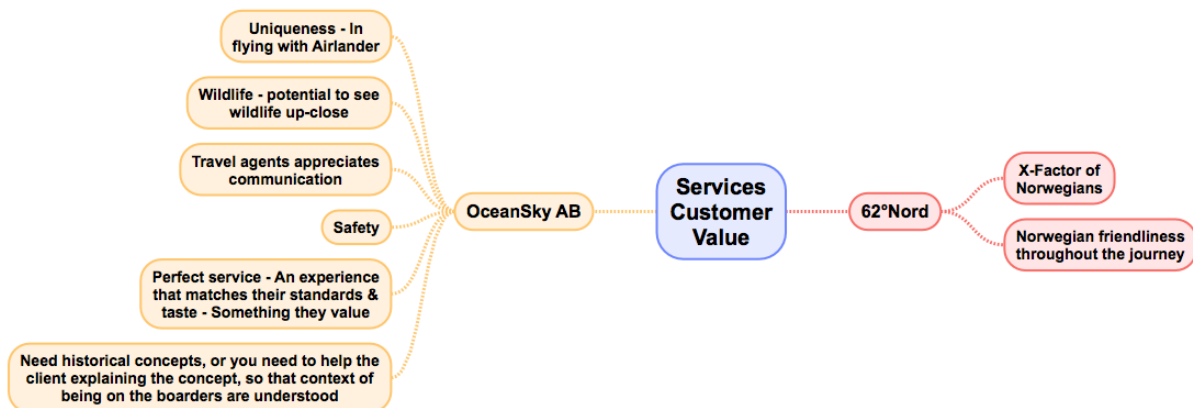 Uniqueness - In
flying with Airlander
Wildlife - potential to see
wildlife up-close
Travel agents appreciates
communication
Safety
Perfect service - An experience
that matches their standards &
taste - Something they value
Need historical concepts, or you need to help the
client explaining the concept, so that context of
being on the boarders are understood
OceanSky AB
Services
Customer
Value
62°Nord
X-Factor of
Norwegians
Norwegian friendliness
throughout the journey